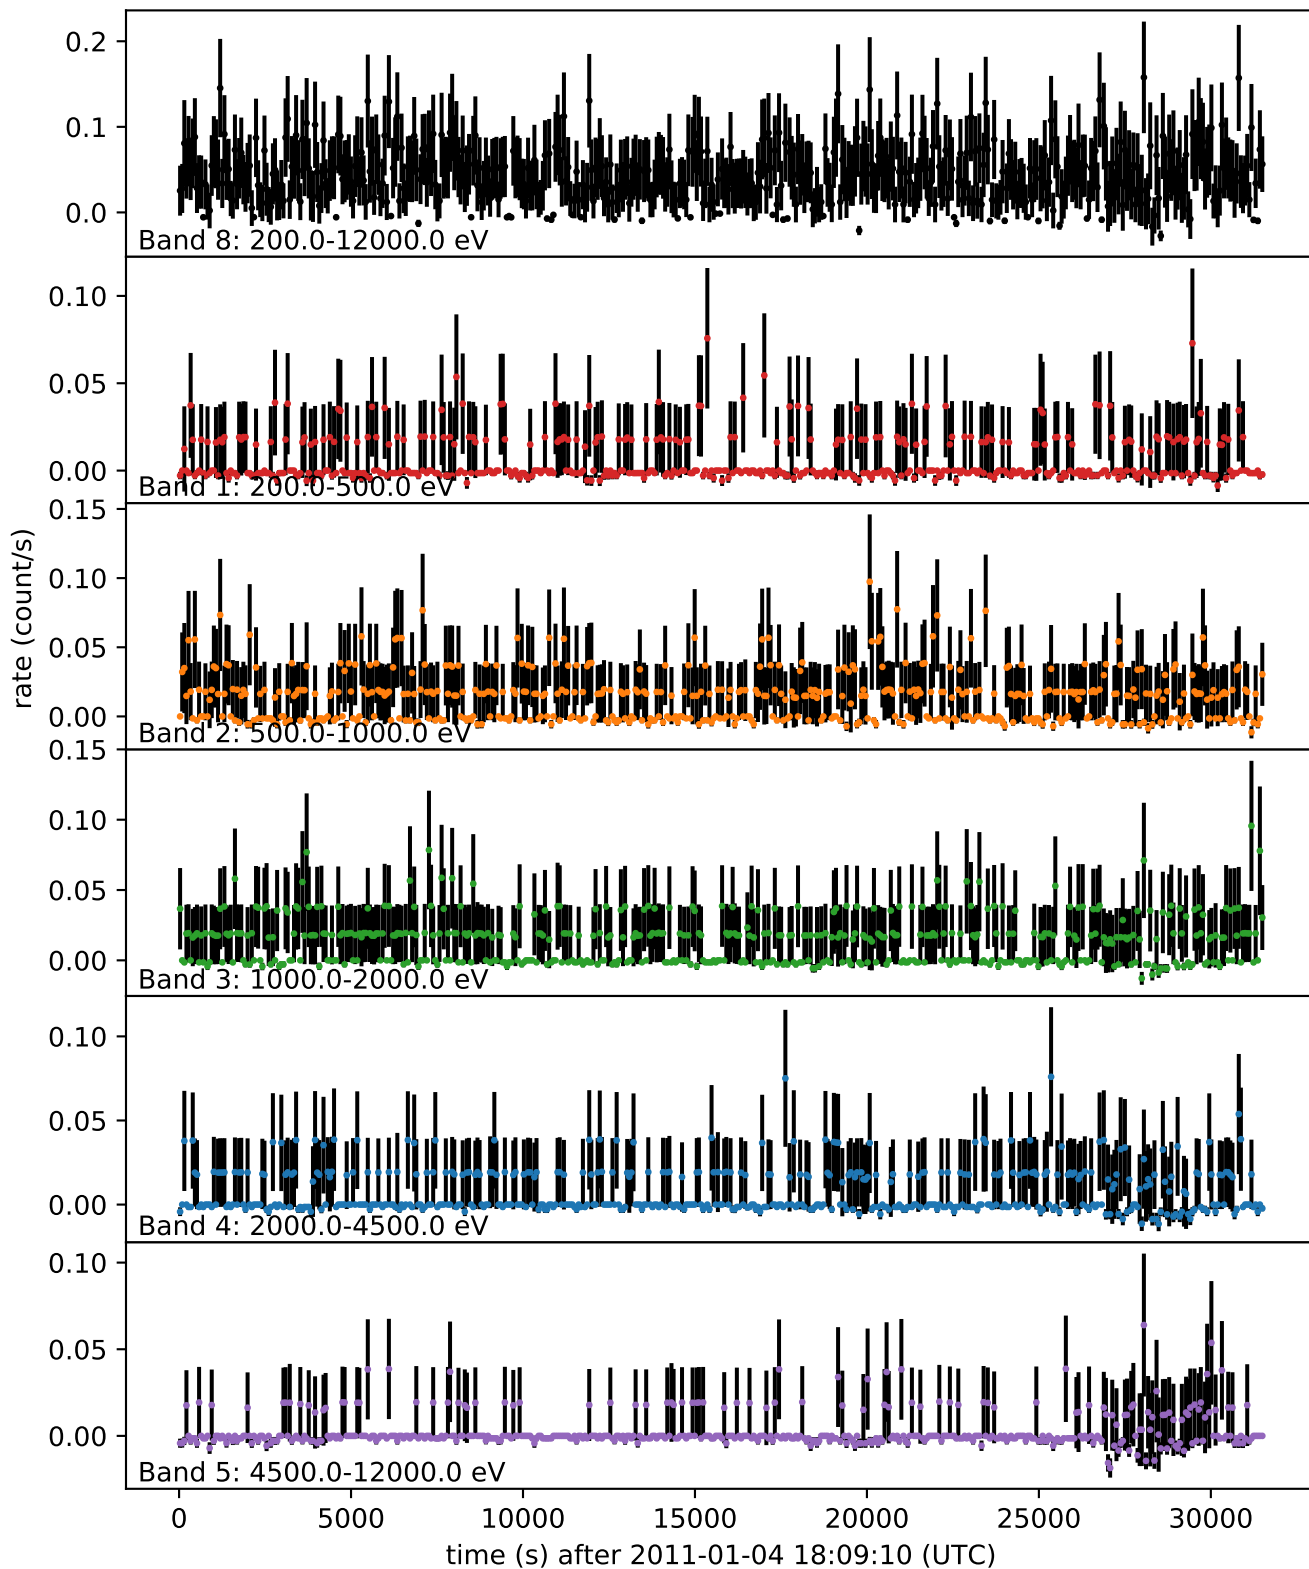 0.2
0.1
0.0
Band 8: 200.0-12000.0 eV
0.10
0.05
0.00
Band 1: 200.0-500.0 eV
0.15
0.10
0.05
0.00
Band 2: 500.0-1000.0 eV
rate (count/s)
0.15
0.10
0.05
0.00
Band 3: 1000.0-2000.0 eV
0.10
0.05
0.00
Band 4: 2000.0-4500.0 eV
0.10
0.05
0.00
Band 5: 4500.0-12000.0 eV
0 5000 10000 15000 20000 25000 30000
time (s) after 2011-01-04 18:09:10 (UTC)